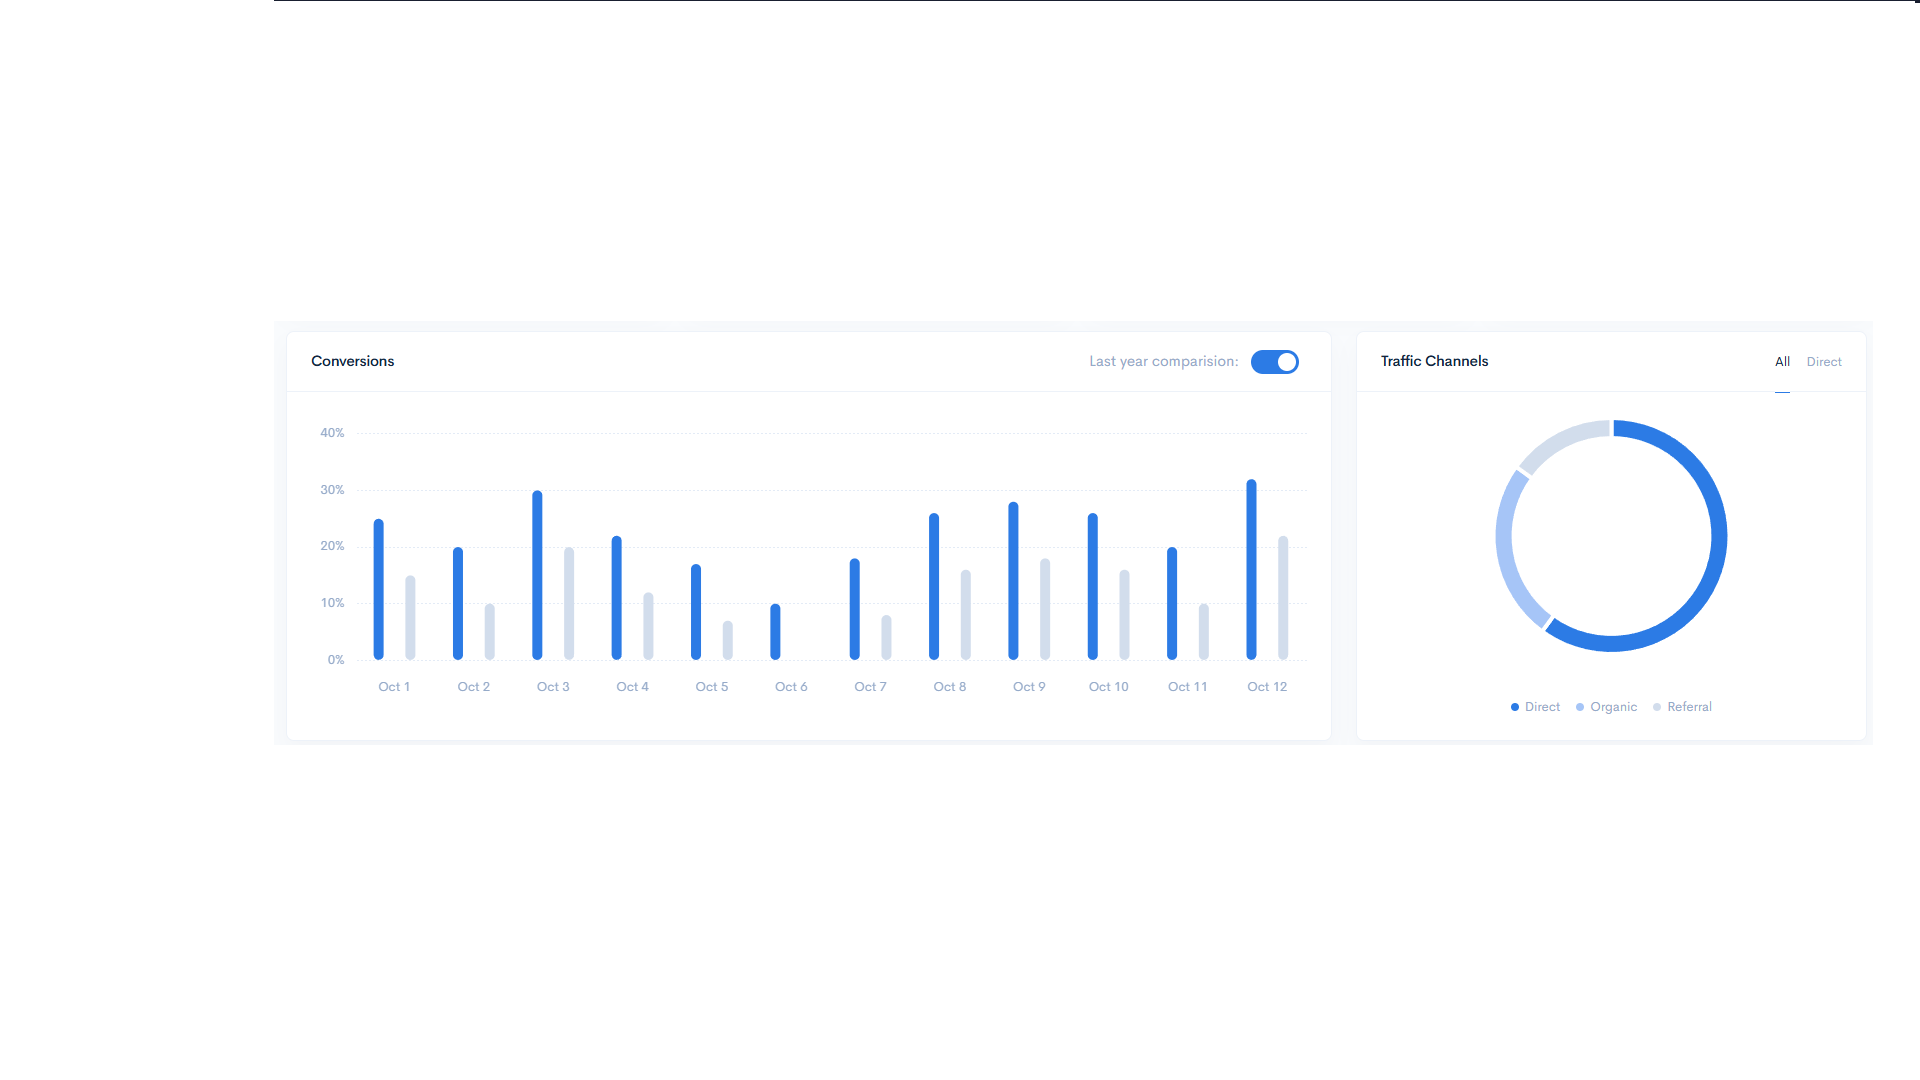 Conversions
Last year comparision:
40%
30%
20%
10%
0%
Oct 1 Oct 2 Oct 3 Oct 4 Oct 5 Oct 6 Oct 7 Oct 8 Oct 9 Oct 10 Oct 11 Oct 12
Traffic Channels
All Direct
Direct Organic Referral